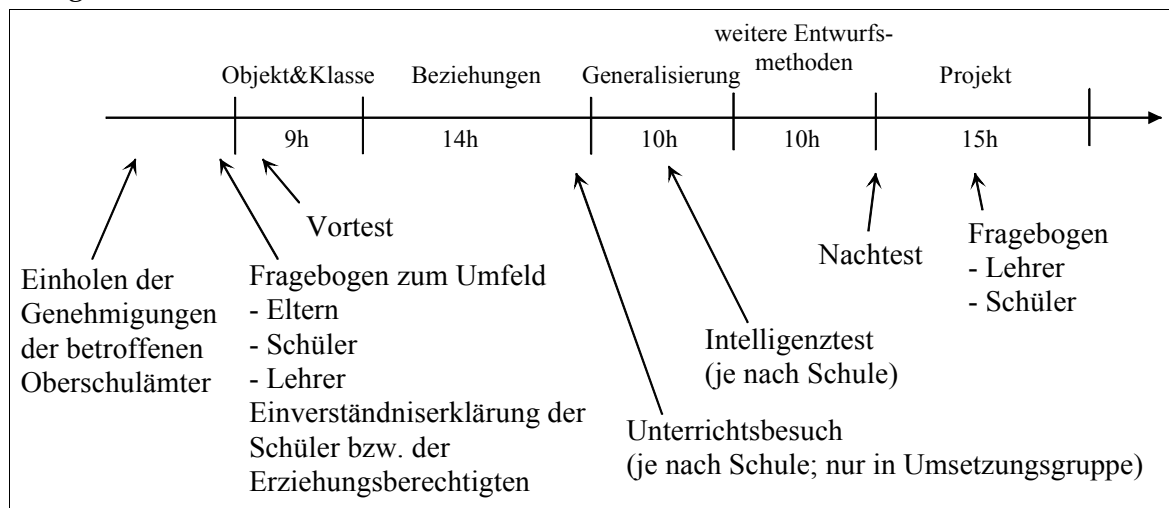 weitere Entwurfs-
methoden
Objekt&Klasse
Beziehungen
Generalisierung
Projekt
9h
14h
10h
10h
15h
Vortest
Einholen der
Genehmigungen
der betroffenen
Oberschulämter
Fragebogen zum Umfeld
- Eltern
- Schüler
- Lehrer
Einverständniserklärung der
Schüler bzw. der
Erziehungsberechtigten
Nachtest
Fragebogen
- Lehrer
- Schüler
Intelligenztest
(je nach Schule)
Unterrichtsbesuch
(je nach Schule; nur in Umsetzungsgruppe)